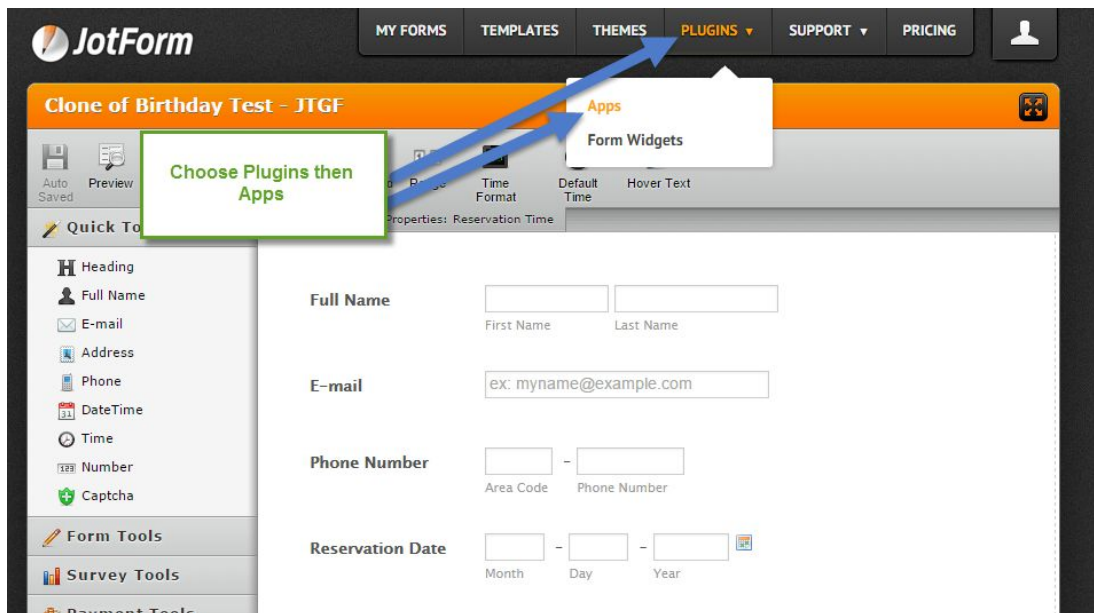 JotForm
MY FORMS TEMPLATES THEMES PLUGINS ▾ SUPPORT ▾ PRICING
Clone of Birthday Test - JTGF
Apps
Form Widgets
Choose Plugins then
Apps
Auto
Saved
Preview
Time
Format
Default
Time
Hover Text
Properties: Reservation Time
Quick To
Heading
Full Name
E-mail
Address
Phone
DateTime
Time
Number
Captcha
Form Tools
Survey Tools
Payment Tools
Full Name
First Name Last Name
E-mail
ex: myname@example.com
Phone Number
-
Area Code Phone Number
Reservation Date
- -
Month Day Year